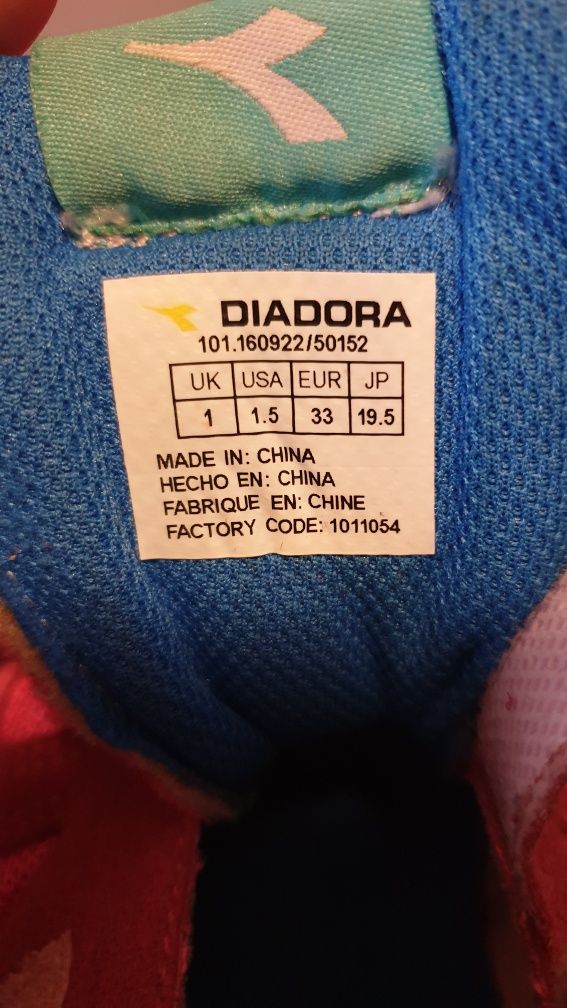 DIADORA
101.160922/50152
UK USA EUR JP
1 1.5 33 19.5
MADE IN: CHINA
HECHO EN: CHINA
FABRIQUE EN: CHINE
FACTORY CODE: 1011054